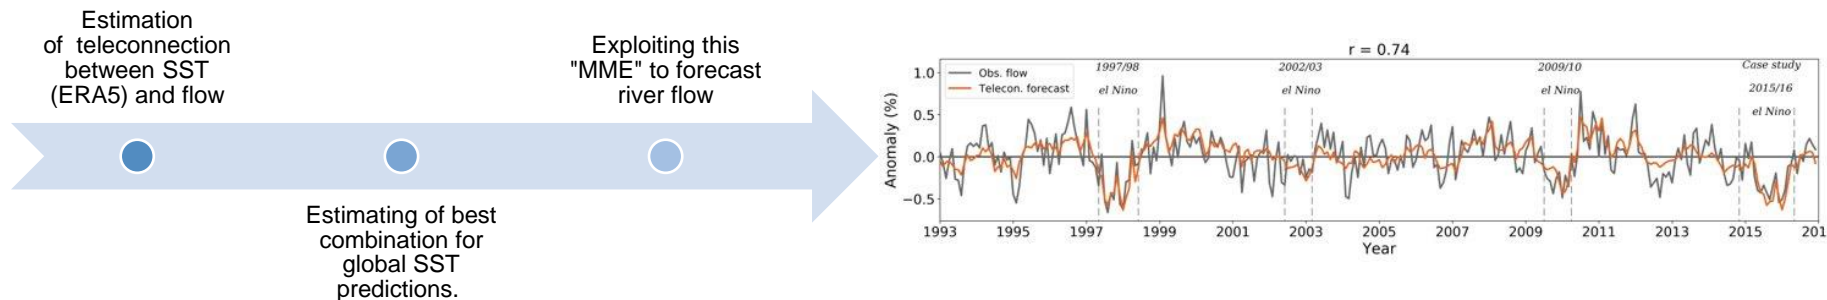 Estimation
of teleconnection
between SST
(ERA5) and flow
Estimating of best
combination for
global SST
predictions.
Exploiting this
"MME" to forecast
river flow
r = 0.74
Obs. flow
Telecon. forecast
1997/98
el Nino
2002/03
el Nino
2009/10
el Nino
Case study
2015/16
el Nino
Anomaly (%)
1.0
0.5
0.0
−0.5
1993 1995 1997 1999 2001 2003 2005 2007 2009 2011 2013 2015 201
Year